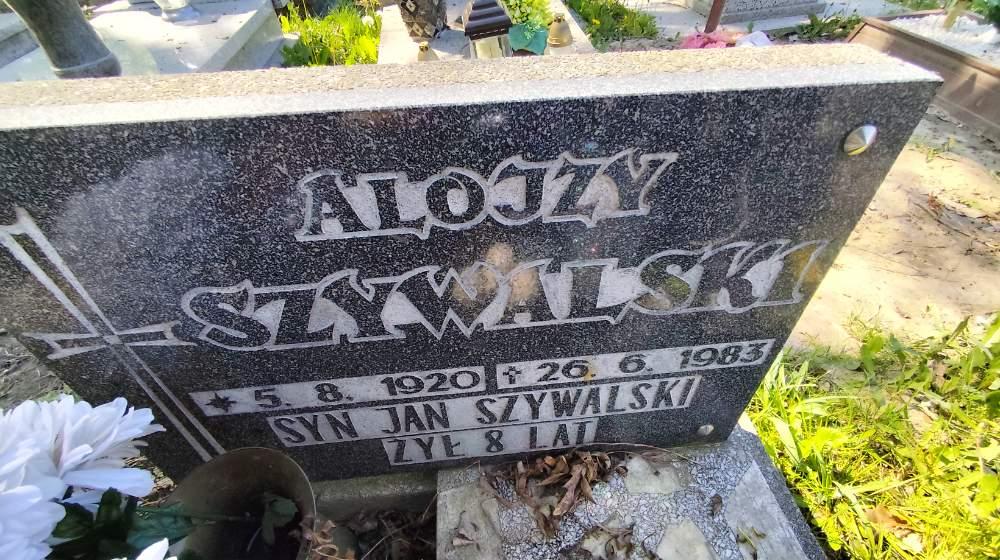 ALOJZY
SZYWALSKI
* 5. 8. 1920 ✝ 26. 6. 1983
SYN JAN SZYWALSKI
ŻYŁ 8 LAT